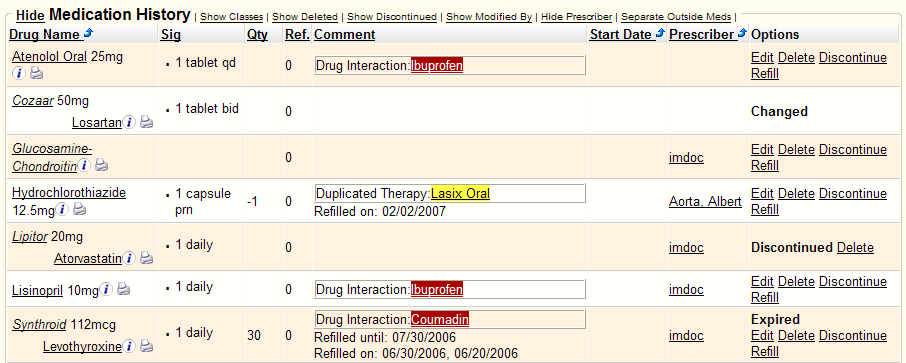 Hide Medication History | Show Classes | Show Deleted | Show Discontinued | Show Modified By | Hide Prescriber | Separate Outside Meds |
Drug Name Sig Qty Ref. Comment Start Date Prescriber Options
Atenolol Oral 25mg · 1 tablet qd 0 Drug Interaction:Ibuprofen Edit Delete Discontinue
Refill
Cozaar 50mg · 1 tablet bid 0 Changed
Losartan
Glucosamine- 0 imdoc Edit Delete Discontinue
Chondroitin Refill
Hydrochlorothiazide · 1 capsule -1 0 Duplicated Therapy:Lasix Oral Aorta, Albert Edit Delete Discontinue
12.5mg prn Refilled on: 02/02/2007 Refill
Lipitor 20mg · 1 daily 0 imdoc Discontinued Delete
Atorvastatin
Lisinopril 10mg · 1 daily 0 Drug Interaction:Ibuprofen imdoc Edit Delete Discontinue
Refill
Synthroid 112mcg · 1 daily 30 0 Drug Interaction:Coumadin imdoc Expired
Refilled until: 07/30/2006 Edit Delete Discontinue
Levothyroxine Refilled on: 06/30/2006, 06/20/2006 Refill